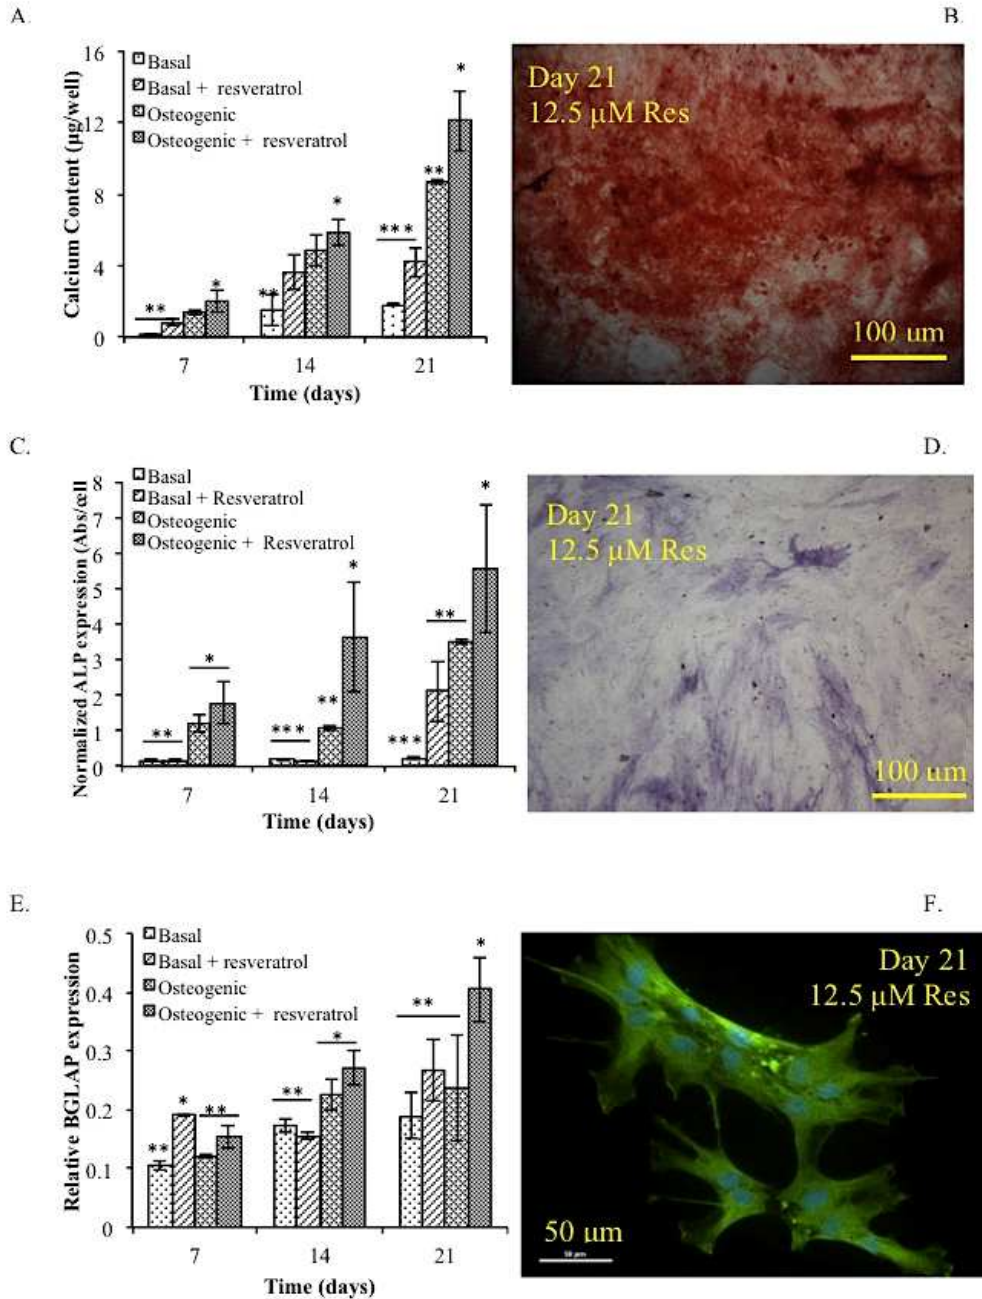 A.
B.
16
12
8
4
0
Calcium Content (µg/well)
Basal
Basal + resveratrol
Osteogenic
Osteogenic + resveratrol
**
*
**
*
***
**
*
7 14 21
Time (days)
Day 21
12.5 µM Res
100 um
C.
D.
8
7
6
5
4
3
2
1
0
Normalized ALP expression (Abs/cell
Basal
Basal + Resveratrol
Osteogenic
Osteogenic + Resveratrol
**
*
***
**
*
***
**
*
7 14 21
Time (days)
Day 21
12.5 µM Res
100 um
E.
F.
0.5
0.4
0.3
0.2
0.1
0
Relative BGLAP expression
Basal
Basal + resveratrol
Osteogenic
Osteogenic + resveratrol
**
*
**
**
*
**
*
7 14 21
Time (days)
Day 21
12.5 µM Res
50 µm
50 µm